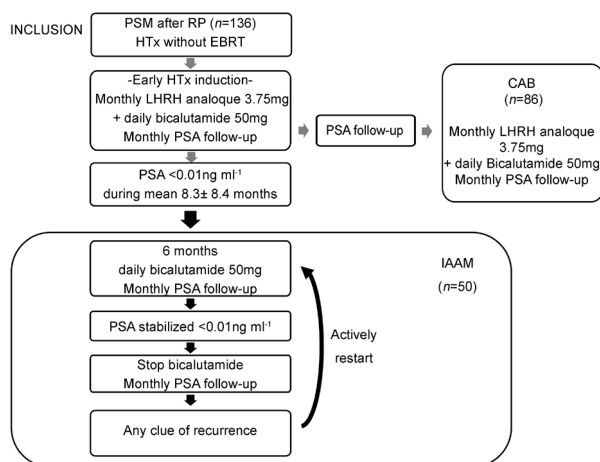 INCLUSION
PSM after RP (n=136)
HTx without EBRT
-Early HTx induction-
Monthly LHRH analoque 3.75mg
+ daily bicalutamide 50mg
Monthly PSA follow-up
PSA follow-up
CAB
(n=86)
Monthly LHRH analoque
3.75mg
+ daily Bicalutamide 50mg
Monthly PSA follow-up
PSA <0.01ng ml⁻¹
during mean 8.3± 8.4 months
IAAM
(n=50)
6 months
daily bicalutamide 50mg
Monthly PSA follow-up
PSA stabilized <0.01ng ml⁻¹
Stop bicalutamide
Monthly PSA follow-up
Any clue of recurrence
Actively
restart